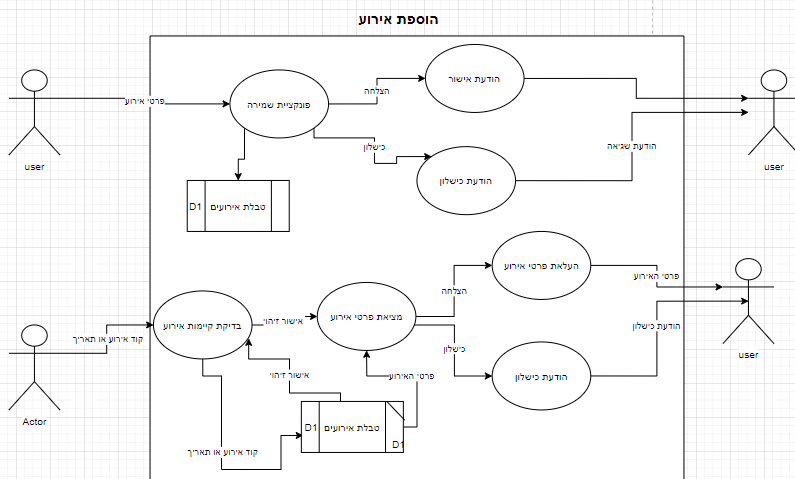 הוספת אירוע
הודעת אישור
הצלחה
פרטי אירוע
פונקציית שמירה
כישלון
הודעת שגיאה
user
user
הודעת כישלון
D1
טבלת אירועים
העלאת פרטי אירוע
פרטי האירוע
הצלחה
בדיקת קיימות אירוע
אישור זיהוי
מציאת פרטי אירוע
הודעת כישלון
קוד אירוע או תאריך
כישלון
user
אישור זיהוי
פרטי האירוע
הודעת כישלון
Actor
D1
טבלת אירועים
D1
קוד אירוע או תאריך